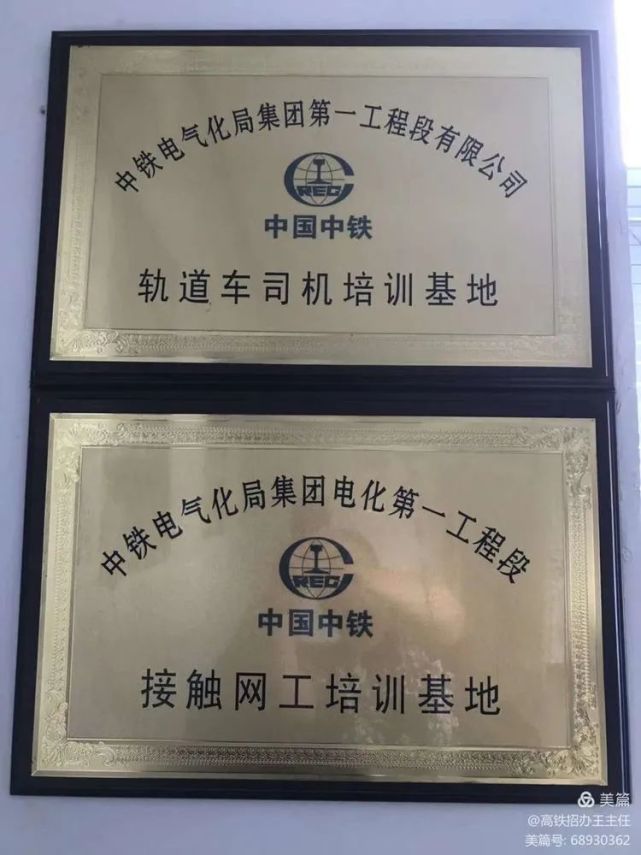 中铁电气化局集团第一工程段有限公司
CREG
中国中铁
轨道车司机培训基地
中铁电气化局集团电化第一工程段
CREG
中国中铁
接触网工培训基地
美篇
@高铁招办王主任
美篇号: 68930362